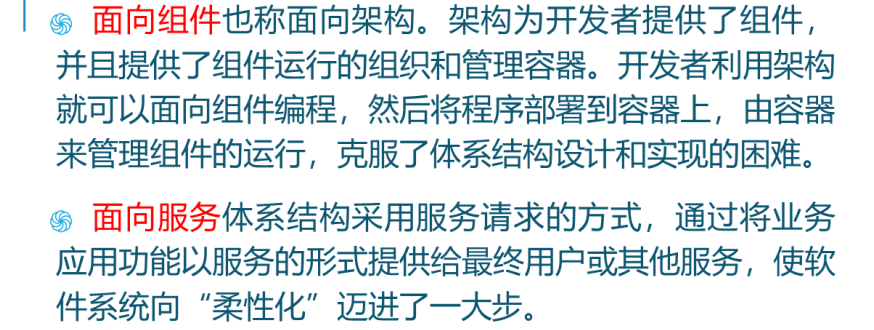 面向组件也称面向架构。架构为开发者提供了组件，
并且提供了组件运行的组织和管理容器。开发者利用架构
就可以面向组件编程，然后将程序部署到容器上，由容器
来管理组件的运行，克服了体系结构设计和实现的困难。
面向服务体系结构采用服务请求的方式，通过将业务
应用功能以服务的形式提供给最终用户或其他服务，使软
件系统向“柔性化”迈进了一大步。